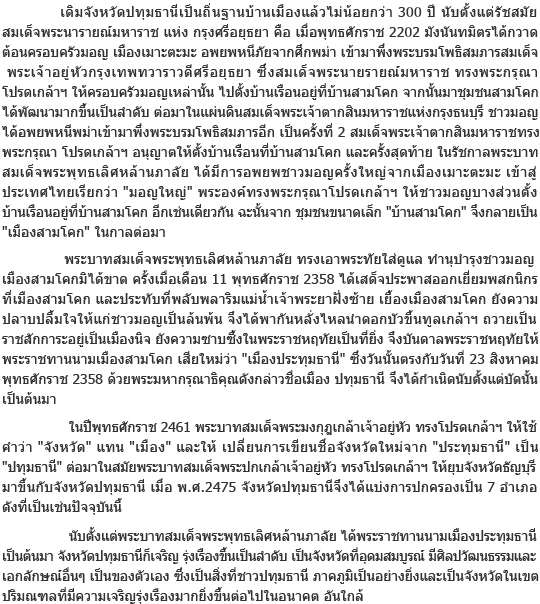 เดิมจังหวัดปทุมธานีเป็นถิ่นฐานบ้านเมืองแล้วไม่น้อยกว่า 300 ปี นับตั้งแต่รัชสมัย
สมเด็จพระนารายณ์มหาราช แห่ง กรุงศรีอยุธยา คือ เมื่อพุทธศักราช 2202 มังนันทมิตรได้กวาด
ต้อนครอบครัวมอญ เมืองเมาะตะมะ อพยพหนีภัยจากศึกพม่า เข้ามาพึ่งพระบรมโพธิสมภารสมเด็จ
พระเจ้าอยู่หัวกรุงเทพทวาราวดีศรีอยุธยา ซึ่งสมเด็จพระนายรายณ์มหาราช ทรงพระกรุณา
โปรดเกล้าฯ ให้ครอบครัวมอญเหล่านั้น ไปตั้งบ้านเรือนอยู่ที่บ้านสามโคก จากนั้นมาชุมชนสามโคก
ได้พัฒนามากขึ้นเป็นลำดับ ต่อมาในแผ่นดินสมเด็จพระเจ้าตากสินมหาราชแห่งกรุงธนบุรี ชาวมอญ
ได้อพยพหนีพม่าเข้ามาพึ่งพระบรมโพธิสมภารอีก เป็นครั้งที่ 2 สมเด็จพระเจ้าตากสินมหาราชทรง
พระกรุณา โปรดเกล้าฯ อนุญาตให้ตั้งบ้านเรือนที่บ้านสามโคก และครั้งสุดท้าย ในรัชกาลพระบาท
สมเด็จพระพุทธเลิศหล้านภาลัย ได้มีการอพยพชาวมอญครั้งใหญ่จากเมืองเมาะตะมะ เข้าสู่
ประเทศไทยเรียกว่า "มอญใหญ่" พระองค์ทรงพระกรุณาโปรดเกล้าฯ ให้ชาวมอญบางส่วนตั้ง
บ้านเรือนอยู่ที่บ้านสามโคก อีกเช่นเดียวกัน ฉะนั้นจาก ชุมชนขนาดเล็ก "บ้านสามโคก" จึงกลายเป็น
"เมืองสามโคก" ในกาลต่อมา
พระบาทสมเด็จพระพุทธเลิศหล้านภาลัย ทรงเอาพระทัยใส่ดูแล ทำนุบำรุงชาวมอญ
เมืองสามโคกมิได้ขาด ครั้งเมื่อเดือน 11 พุทธศักราช 2358 ได้เสด็จประพาสออกเยี่ยมพสกนิกร
ที่เมืองสามโคก และประทับที่พลับพลาริมแม่น้ำเจ้าพระยาฝั่งซ้าย เยื้องเมืองสามโคก ยังความ
ปลาบปลื้มใจให้แก่ชาวมอญเป็นล้นพ้น จึงได้พากันหลั่งไหลนำดอกบัวขึ้นทูลเกล้าฯ ถวายเป็น
ราชสักการะอยู่เป็นเนืองนิจ ยังความซาบซึ้งในพระราชหฤทัยเป็นที่ยิ่ง จึงบันดาลพระราชหฤทัยให้
พระราชทานนามเมืองสามโคก เสียใหม่ว่า "เมืองประทุมธานี" ซึ่งวันนั้นตรงกับวันที่ 23 สิงหาคม
พุทธศักราช 2358 ด้วยพระมหากรุณาธิคุณดังกล่าวชื่อเมือง ปทุมธานี จึงได้กำเนิดนับตั้งแต่บัดนั้น
เป็นต้นมา
ในปีพุทธศักราช 2461 พระบาทสมเด็จพระมงกุฎเกล้าเจ้าอยู่หัว ทรงโปรดเกล้าฯ ให้ใช้
คำว่า "จังหวัด" แทน "เมือง" และให้ เปลี่ยนการเขียนชื่อจังหวัดใหม่จาก "ประทุมธานี" เป็น
"ปทุมธานี" ต่อมาในสมัยพระบาทสมเด็จพระปกเกล้าเจ้าอยู่หัว ทรงโปรดเกล้าฯ ให้ยุบจังหวัดธัญบุรี
มาขึ้นกับจังหวัดปทุมธานี เมื่อ พ.ศ.2475 จังหวัดปทุมธานีจึงได้แบ่งการปกครองเป็น 7 อำเภอ
ดังที่เป็นเช่นปัจจุบันนี้
นับตั้งแต่พระบาทสมเด็จพระพุทธเลิศหล้านภาลัย ได้พระราชทานนามเมืองประทุมธานี
เป็นต้นมา จังหวัดปทุมธานีก็เจริญ รุ่งเรืองขึ้นเป็นลำดับ เป็นจังหวัดที่อุดมสมบูรณ์ มีศิลปวัฒนธรรมและ
เอกลักษณ์อื่นๆ เป็นของตัวเอง ซึ่งเป็นสิ่งที่ชาวปทุมธานี ภาคภูมิเป็นอย่างยิ่งและเป็นจังหวัดในเขต
ปริมณฑลที่มีความเจริญรุ่งเรืองมากยิ่งขึ้นต่อไปในอนาคต อันใกล้